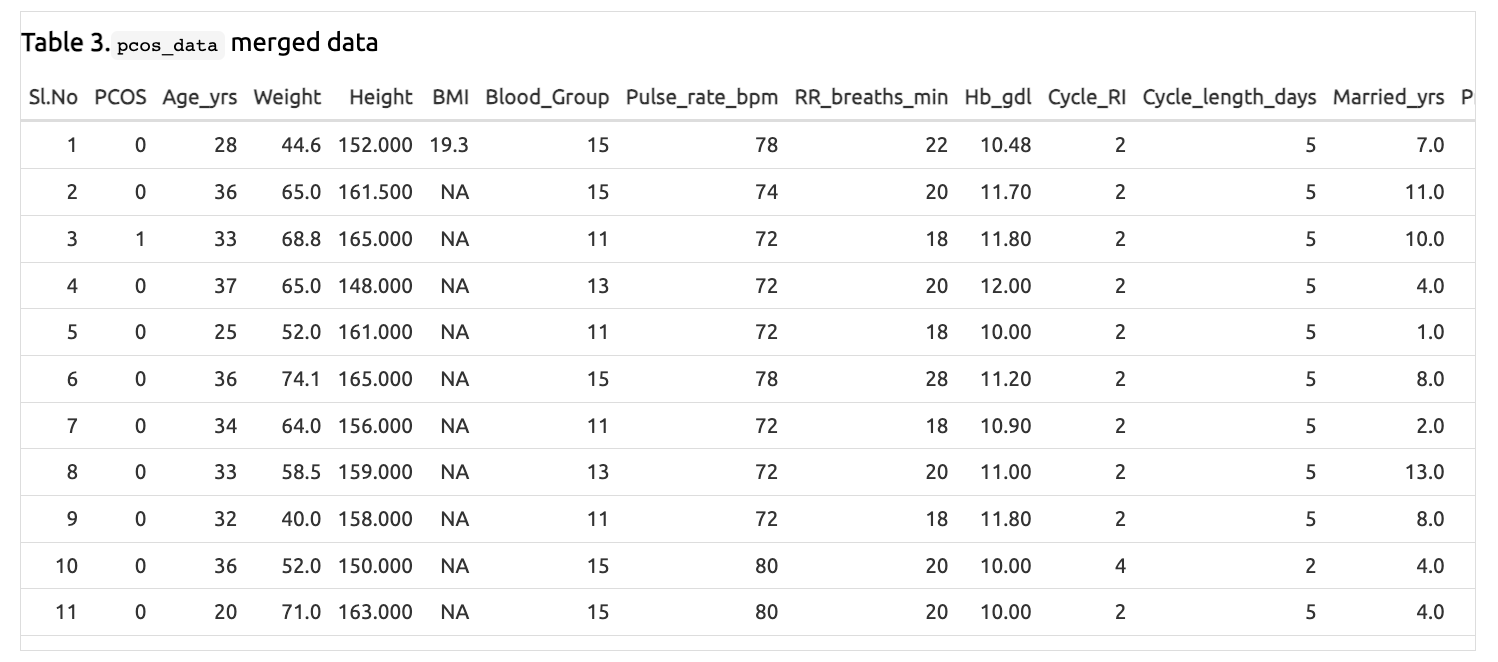 Table 3. pcos_data merged data
Sl.No PCOS Age_yrs Weight Height BMI Blood_Group Pulse_rate_bpm RR_breaths_min Hb_gdl Cycle_RI Cycle_length_days Married_yrs P
1 0 28 44.6 152.000 19.3 15 78 22 10.48 2 5 7.0
2 0 36 65.0 161.500 NA 15 74 20 11.70 2 5 11.0
3 1 33 68.8 165.000 NA 11 72 18 11.80 2 5 10.0
4 0 37 65.0 148.000 NA 13 72 20 12.00 2 5 4.0
5 0 25 52.0 161.000 NA 11 72 18 10.00 2 5 1.0
6 0 36 74.1 165.000 NA 15 78 28 11.20 2 5 8.0
7 0 34 64.0 156.000 NA 11 72 18 10.90 2 5 2.0
8 0 33 58.5 159.000 NA 13 72 20 11.00 2 5 13.0
9 0 32 40.0 158.000 NA 11 72 18 11.80 2 5 8.0
10 0 36 52.0 150.000 NA 15 80 20 10.00 4 2 4.0
11 0 20 71.0 163.000 NA 15 80 20 10.00 2 5 4.0